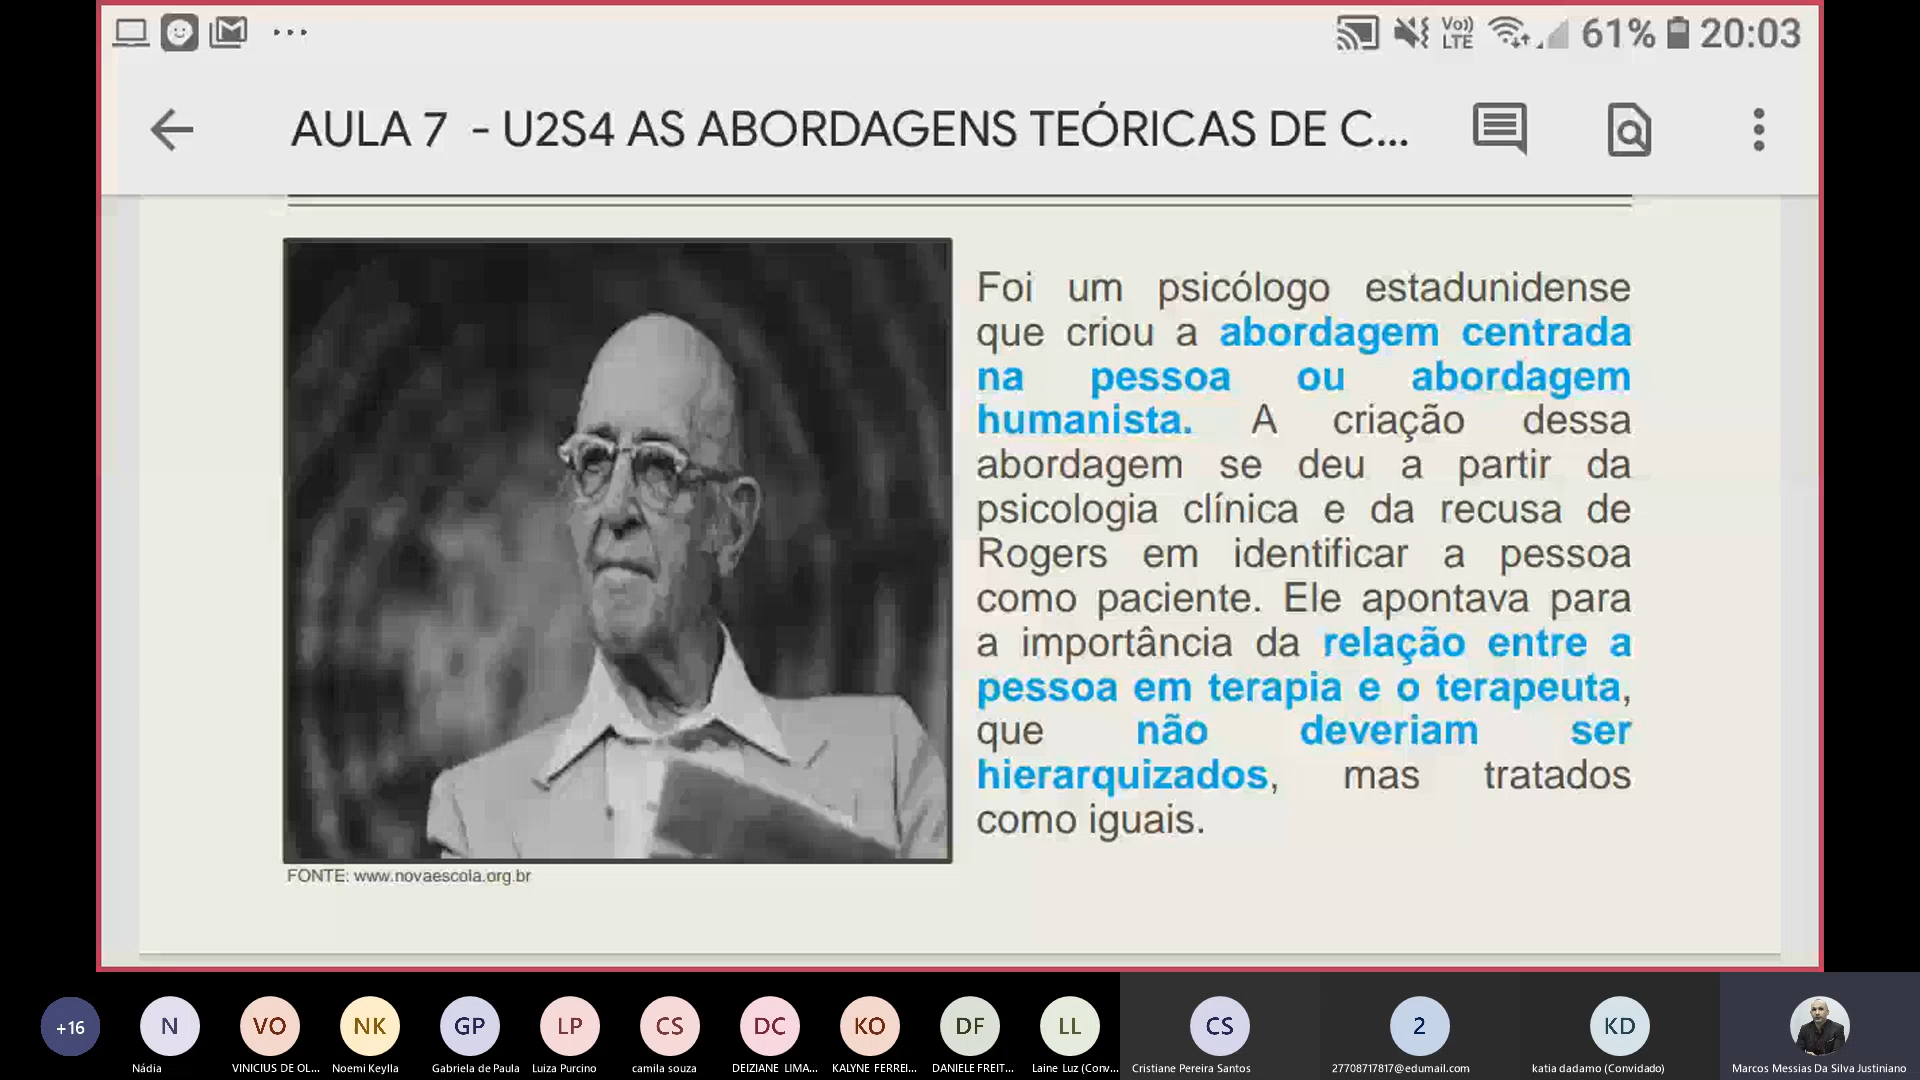 Vo)) LTE 61% 20:03
AULA 7 - U2S4 AS ABORDAGENS TEÓRICAS DE C...
Foi um psicólogo estadunidense
que criou a abordagem centrada
na pessoa ou abordagem
humanista. A criação dessa
abordagem se deu a partir da
psicologia clínica e da recusa de
Rogers em identificar a pessoa
como paciente. Ele apontava para
a importância da relação entre a
pessoa em terapia e o terapeuta,
que não deveriam ser
hierarquizados, mas tratados
como iguais.
FONTE: www.novaescola.org.br
+16 N VO NK GP LP CS DC KO DF LL CS 2 KD
Nádia VINICIUS DE OL... Noemi Keylla Gabriela de Paula Luiza Purcino camila souza DEIZIANE LIMA... KALYNE FERREI... DANIELE FREIT... Laine Luz (Conv... Cristiane Pereira Santos 27708717817@edumail.com katia dadamo (Convidado) Marcos Messias Da Silva Justiniano